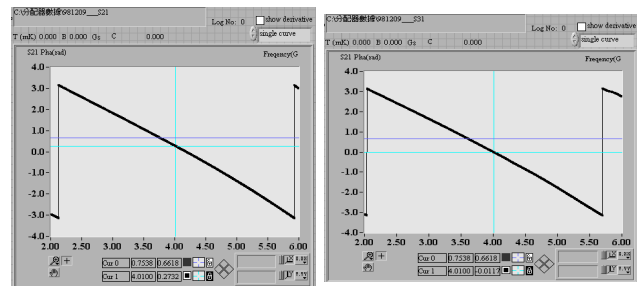 C:\分配器數據\981209___S21
Log No: 0 show derivative
T (mK) 0.000 B 0.000 Gs C 0.000 single curve
S21 Pha(rad) Freqency(G
4.0
3.0
2.0
1.0
0.0
-1.0
-2.0
-3.0
-4.0
2.00 2.50 3.00 3.50 4.00 4.50 5.00 5.50 6.00
Cur 0 0.7538 0.6618
Cur 1 4.0100 0.2732
C:\分配器數據\981209___S31
Log No: 0 show derivative
T (mK) 0.000 B 0.000 Gs C 0.000 single curve
S21 Pha(rad) Freqency(G
4.0
3.0
2.0
1.0
0.0
-1.0
-2.0
-3.0
-4.0
2.00 2.50 3.00 3.50 4.00 4.50 5.00 5.50 6.00
Cur 0 0.7538 0.6618
Cur 1 4.0100 -0.0117